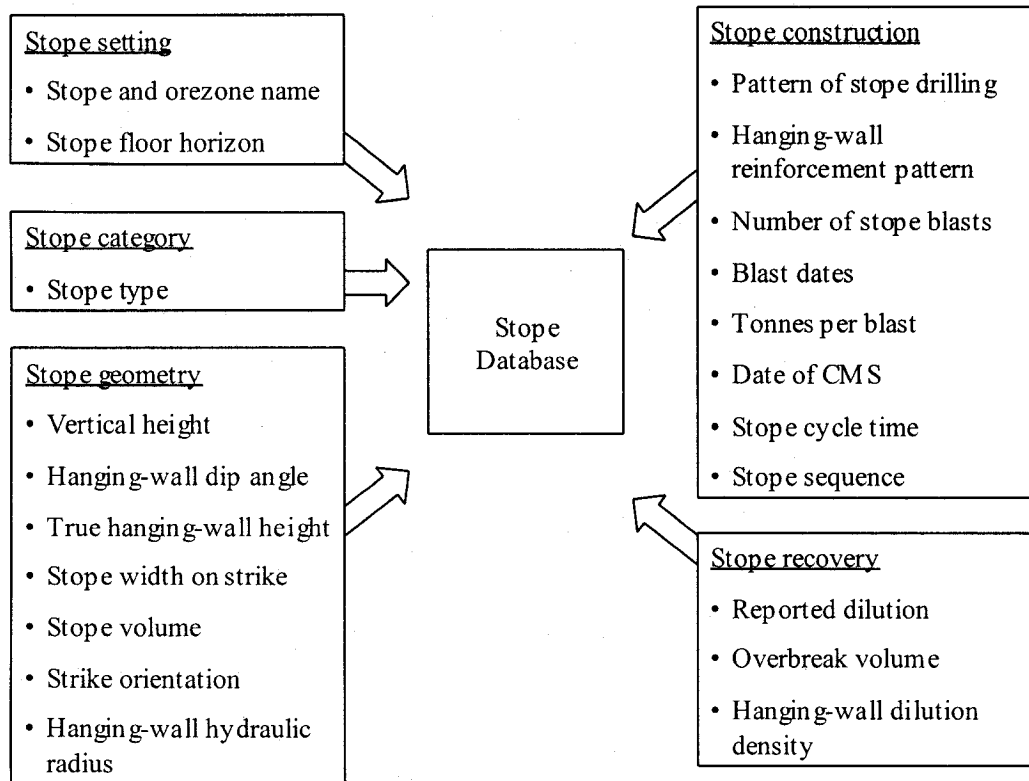 Stope setting
• Stope and orezone name
• Stope floor horizon
Stope category
• Stope type
Stope geometry
• Vertical height
• Hanging-wall dip angle
• True hanging-wall height
• Stope width on strike
• Stope volume
• Strike orientation
• Hanging-wall hydraulic
radius
Stope
Database
Stope construction
• Pattern of stope drilling
• Hanging-wall
reinforcement pattern
• Number of stope blasts
• Blast dates
• Tonnes per blast
• Date of CMS
• Stope cycle time
• Stope sequence
Stope recovery
• Reported dilution
• Overbreak volume
• Hanging-wall dilution
density